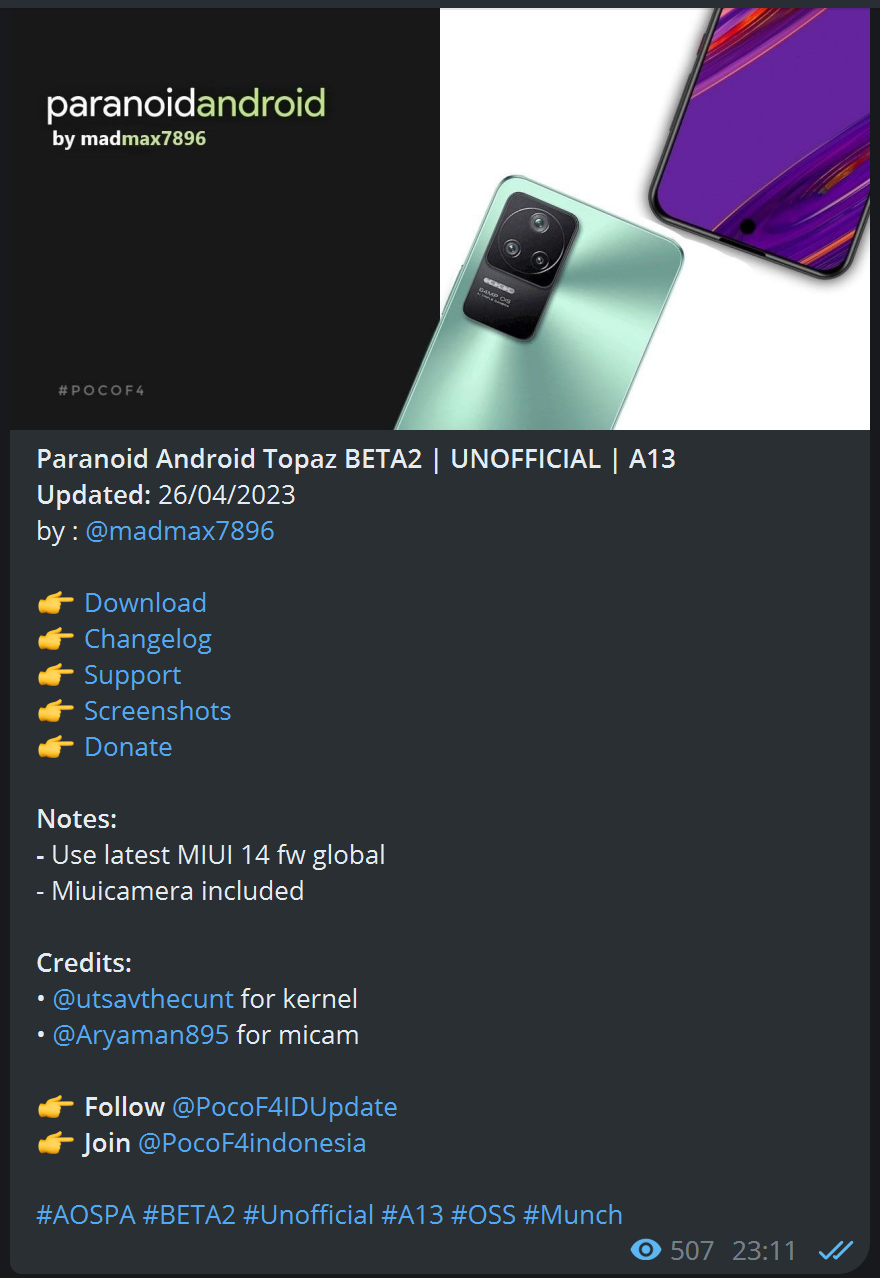 paranoidandroid
by madmax7896
#POCOF4
Paranoid Android Topaz BETA2 | UNOFFICIAL | A13
Updated: 26/04/2023
by : @madmax7896
👉 Download
👉 Changelog
👉 Support
👉 Screenshots
👉 Donate
Notes:
- Use latest MIUI 14 fw global
- Miuicamera included
Credits:
• @utsavthecunt for kernel
• @Aryaman895 for micam
👉 Follow @PocoF4IDUpdate
👉 Join @PocoF4indonesia
#AOSPA #BETA2 #Unofficial #A13 #OSS #Munch
507 23:11